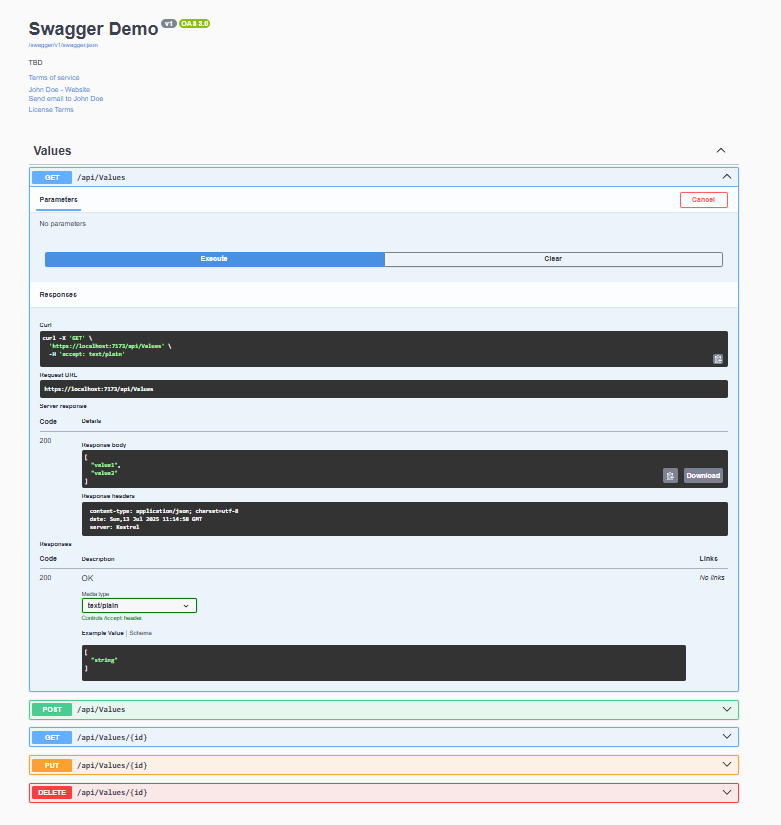 Swagger Demo v1 OAS 3.0
/swagger/v1/swagger.json
TBD
Terms of service
John Doe - Website
Send email to John Doe
License Terms
Values
GET /api/Values
Parameters Cancel
No parameters
Execute Clear
Responses
Curl
curl -X 'GET' \
'https://localhost:7173/api/Values' \
-H 'accept: text/plain'
Request URL
https://localhost:7173/api/Values
Server response
Code Details
200
Response body
[
"value1",
"value2"
]
Download
Response headers
content-type: application/json; charset=utf-8
date: Sun,13 Jul 2025 11:14:58 GMT
server: Kestrel
Responses
Code Description Links
200 OK No links
Media type
text/plain
Controls Accept header.
Example Value | Schema
[
"string"
]
POST /api/Values
GET /api/Values/{id}
PUT /api/Values/{id}
DELETE /api/Values/{id}